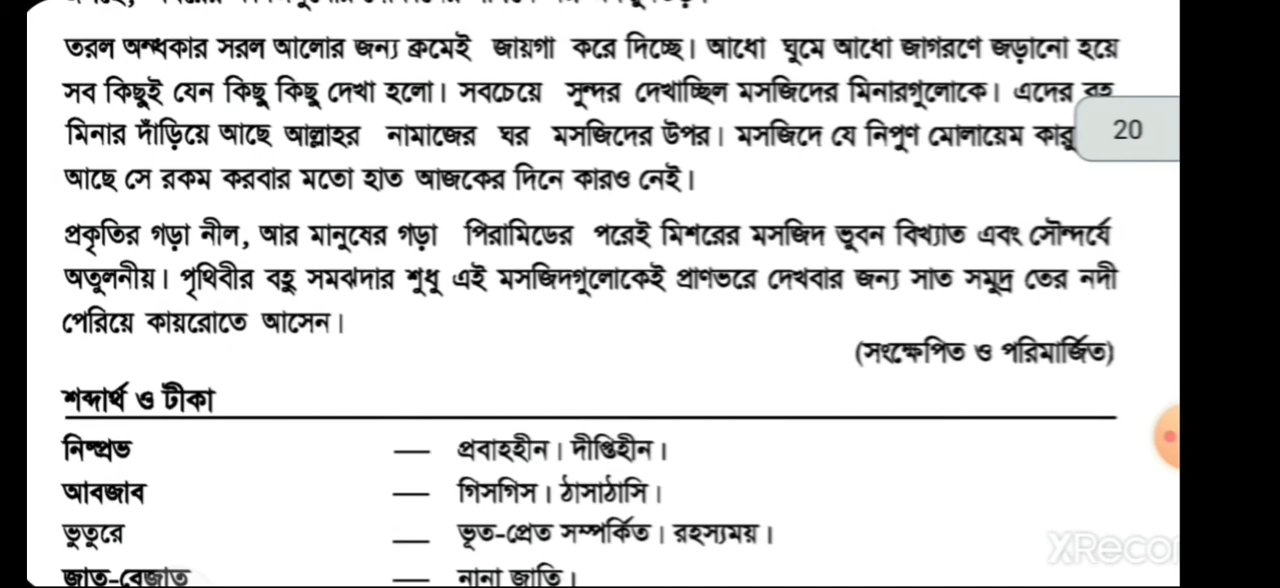 তরল অন্ধকার সরল আলোর জন্য ক্রমেই জায়গা করে দিচ্ছে। আধো ঘুমে আধো জাগরণে জড়ানো হয়ে
সব কিছুই যেন কিছু কিছু দেখা হলো। সবচেয়ে সুন্দর দেখাচ্ছিল মসজিদের মিনারগুলোকে। এদের বহু
মিনার দাঁড়িয়ে আছে আল্লাহর নামাজের ঘর মসজিদের উপর। মসজিদে যে নিপুণ মোলায়েম কারু
20
আছে সে রকম করবার মতো হাত আজকের দিনে কারও নেই।
প্রকৃতির গড়া নীল, আর মানুষের গড়া পিরামিডের পরেই মিশরের মসজিদ ভুবন বিখ্যাত এবং সৌন্দর্যে
অতুলনীয়। পৃথিবীর বহু সমঝদার শুধু এই মসজিদগুলোকেই প্রাণভরে দেখবার জন্য সাত সমুদ্র তের নদী
পেরিয়ে কায়রোতে আসেন।
(সংক্ষেপিত ও পরিমার্জিত)
শব্দার্থ ও টীকা
নিষ্প্রভ — প্রবাহহীন। দীপ্তিহীন।
আবজাব — গিসগিস। ঠাসাঠাসি।
ভুতুরে — ভূত-প্রেত সম্পর্কিত। রহস্যময়।
জাত-বেজাত — নানা জাতি।
XReco